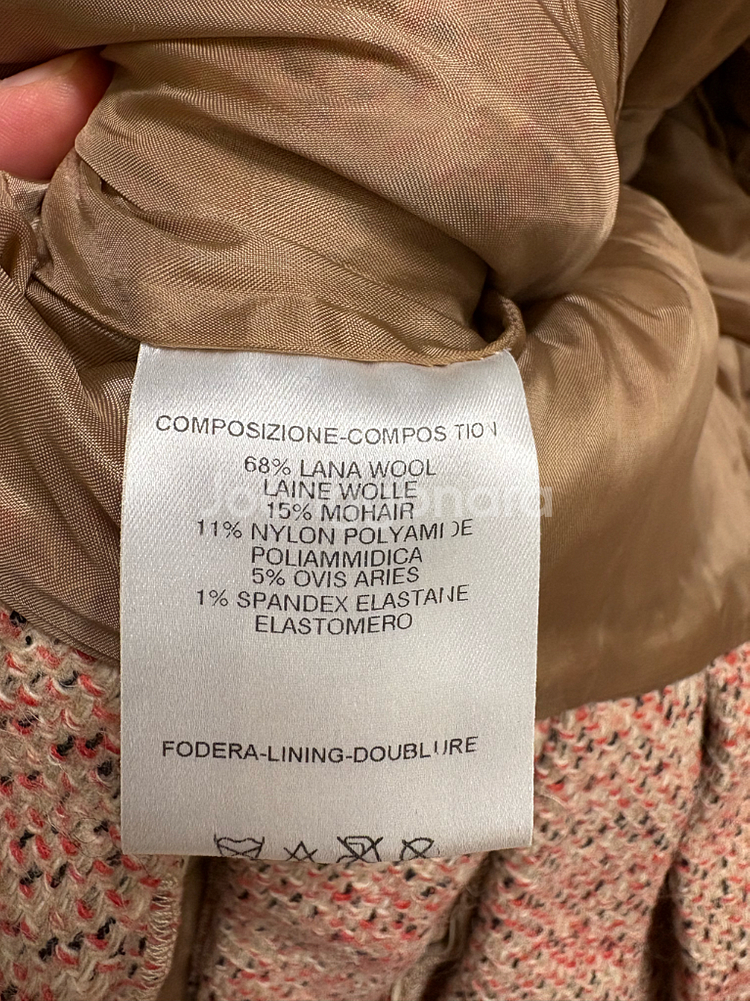 COMPOSIZIONE-COMPOSITION
68% LANA WOOL
LAINE WOLLE
15% MOHAIR
11% NYLON POLYAMIDE
POLIAMMIDICA
5% OVIS ARIES
1% SPANDEX ELASTANE
ELASTOMERO
FODERA-LINING-DOUBLURE